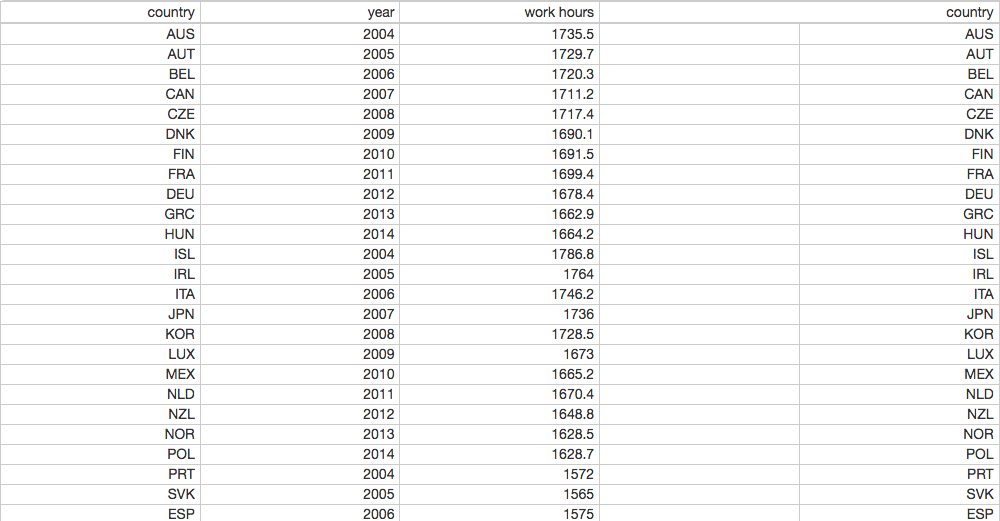 country year work hours country
AUS 2004 1735.5 AUS
AUT 2005 1729.7 AUT
BEL 2006 1720.3 BEL
CAN 2007 1711.2 CAN
CZE 2008 1717.4 CZE
DNK 2009 1690.1 DNK
FIN 2010 1691.5 FIN
FRA 2011 1699.4 FRA
DEU 2012 1678.4 DEU
GRC 2013 1662.9 GRC
HUN 2014 1664.2 HUN
ISL 2004 1786.8 ISL
IRL 2005 1764 IRL
ITA 2006 1746.2 ITA
JPN 2007 1736 JPN
KOR 2008 1728.5 KOR
LUX 2009 1673 LUX
MEX 2010 1665.2 MEX
NLD 2011 1670.4 NLD
NZL 2012 1648.8 NZL
NOR 2013 1628.5 NOR
POL 2014 1628.7 POL
PRT 2004 1572 PRT
SVK 2005 1565 SVK
ESP 2006 1575 ESP